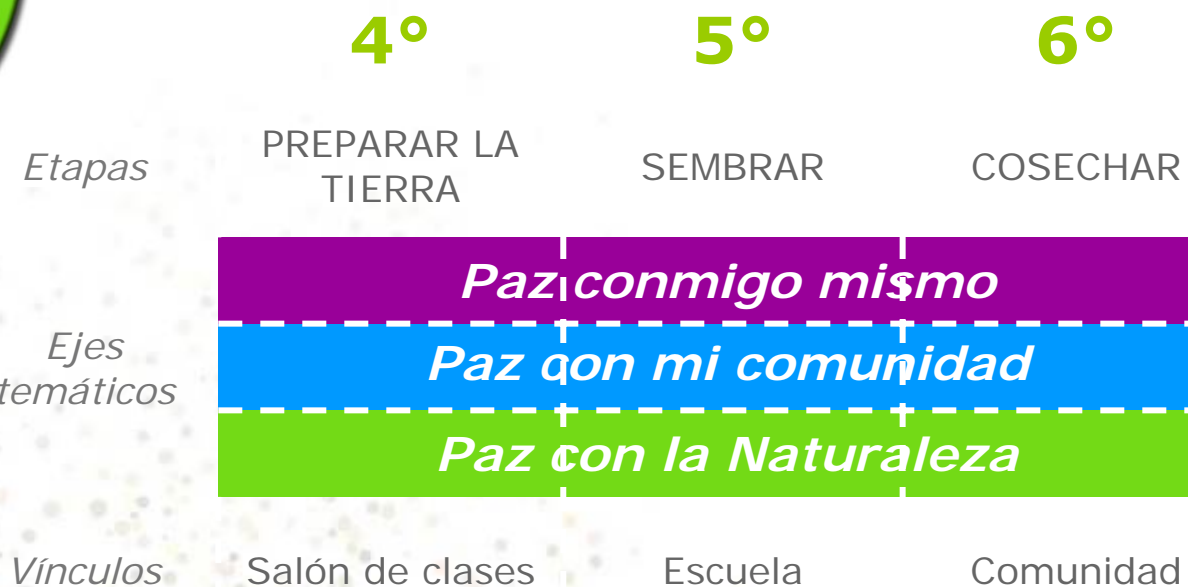 4° 5° 6°
Etapas PREPARAR LA TIERRA SEMBRAR COSECHAR
Paz conmigo mismo
Ejes temáticos
Paz con mi comunidad
Paz con la Naturaleza
Vínculos Salón de clases Escuela Comunidad